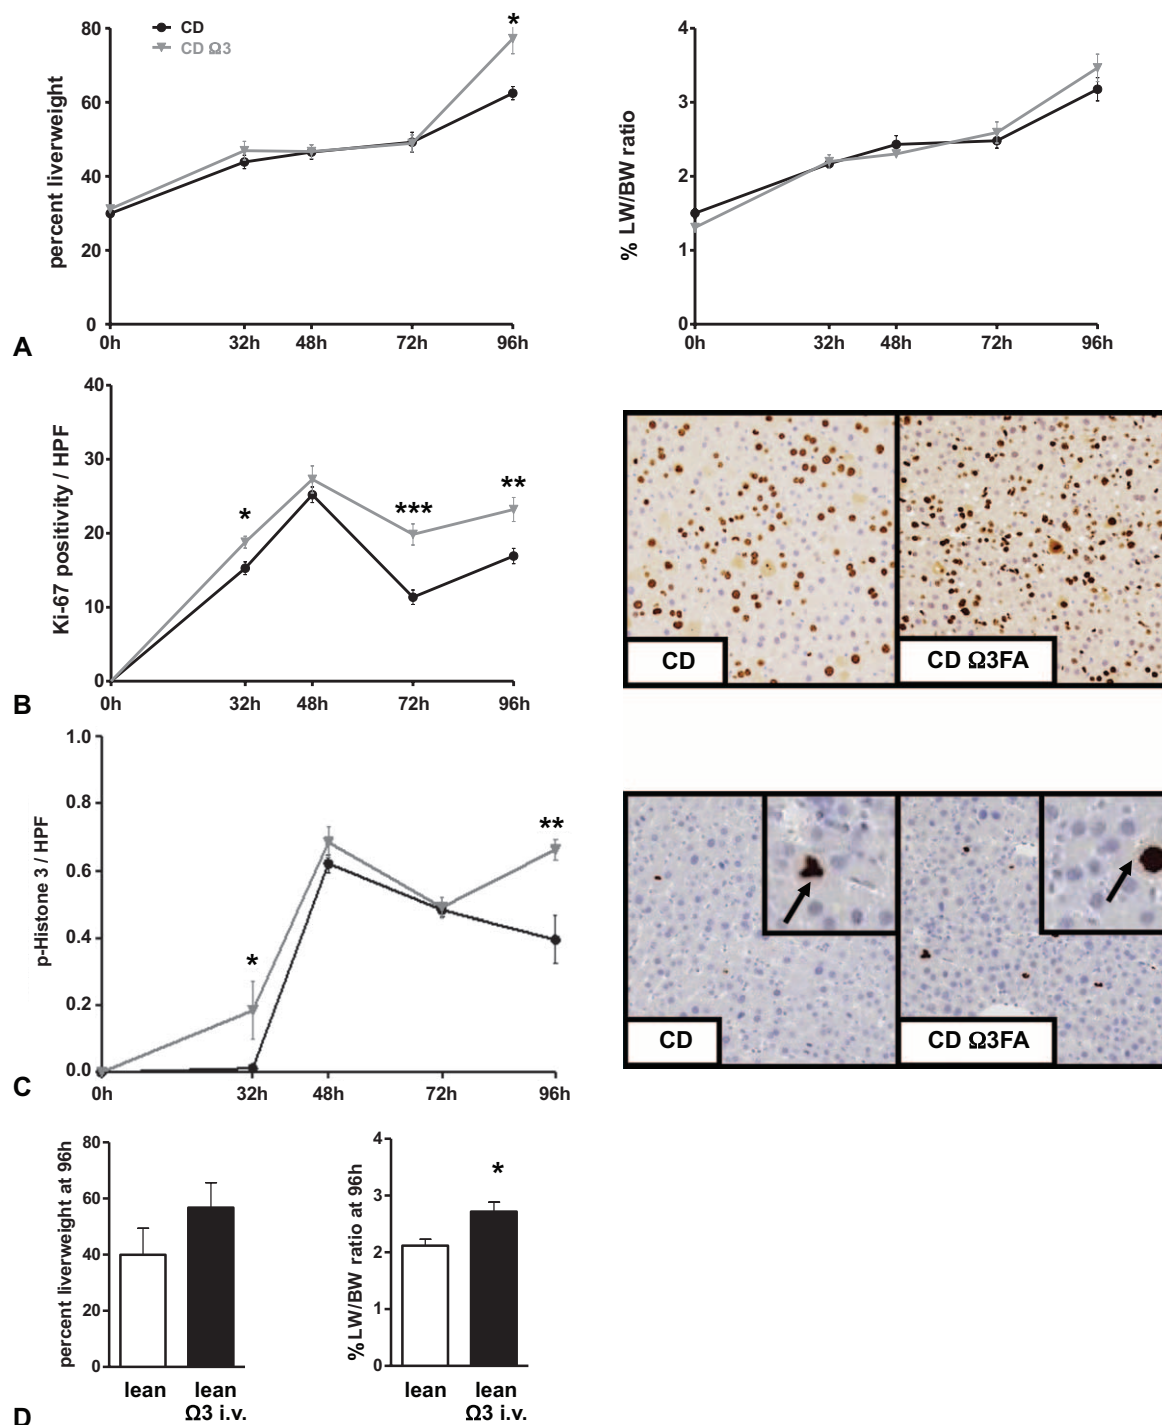 CD
CD Ω3
*
percent liverweight
80
60
40
20
0
0h 32h 48h 72h 96h
% LW/BW ratio
4
3
2
1
0
0h 32h 48h 72h 96h
A
Ki-67 positivity / HPF
40
30
20
10
0
* *** **
0h 32h 48h 72h 96h
CD
CD Ω3FA
B
p-Histone 3 / HPF
1.0
0.8
0.6
0.4
0.2
0.0
* **
0h 32h 48h 72h 96h
CD
CD Ω3FA
C
percent liverweight at 96h
80
60
40
20
0
lean
lean
Ω3 i.v.
%LW/BW ratio at 96h
4
3
2
1
0
*
lean
lean
Ω3 i.v.
D